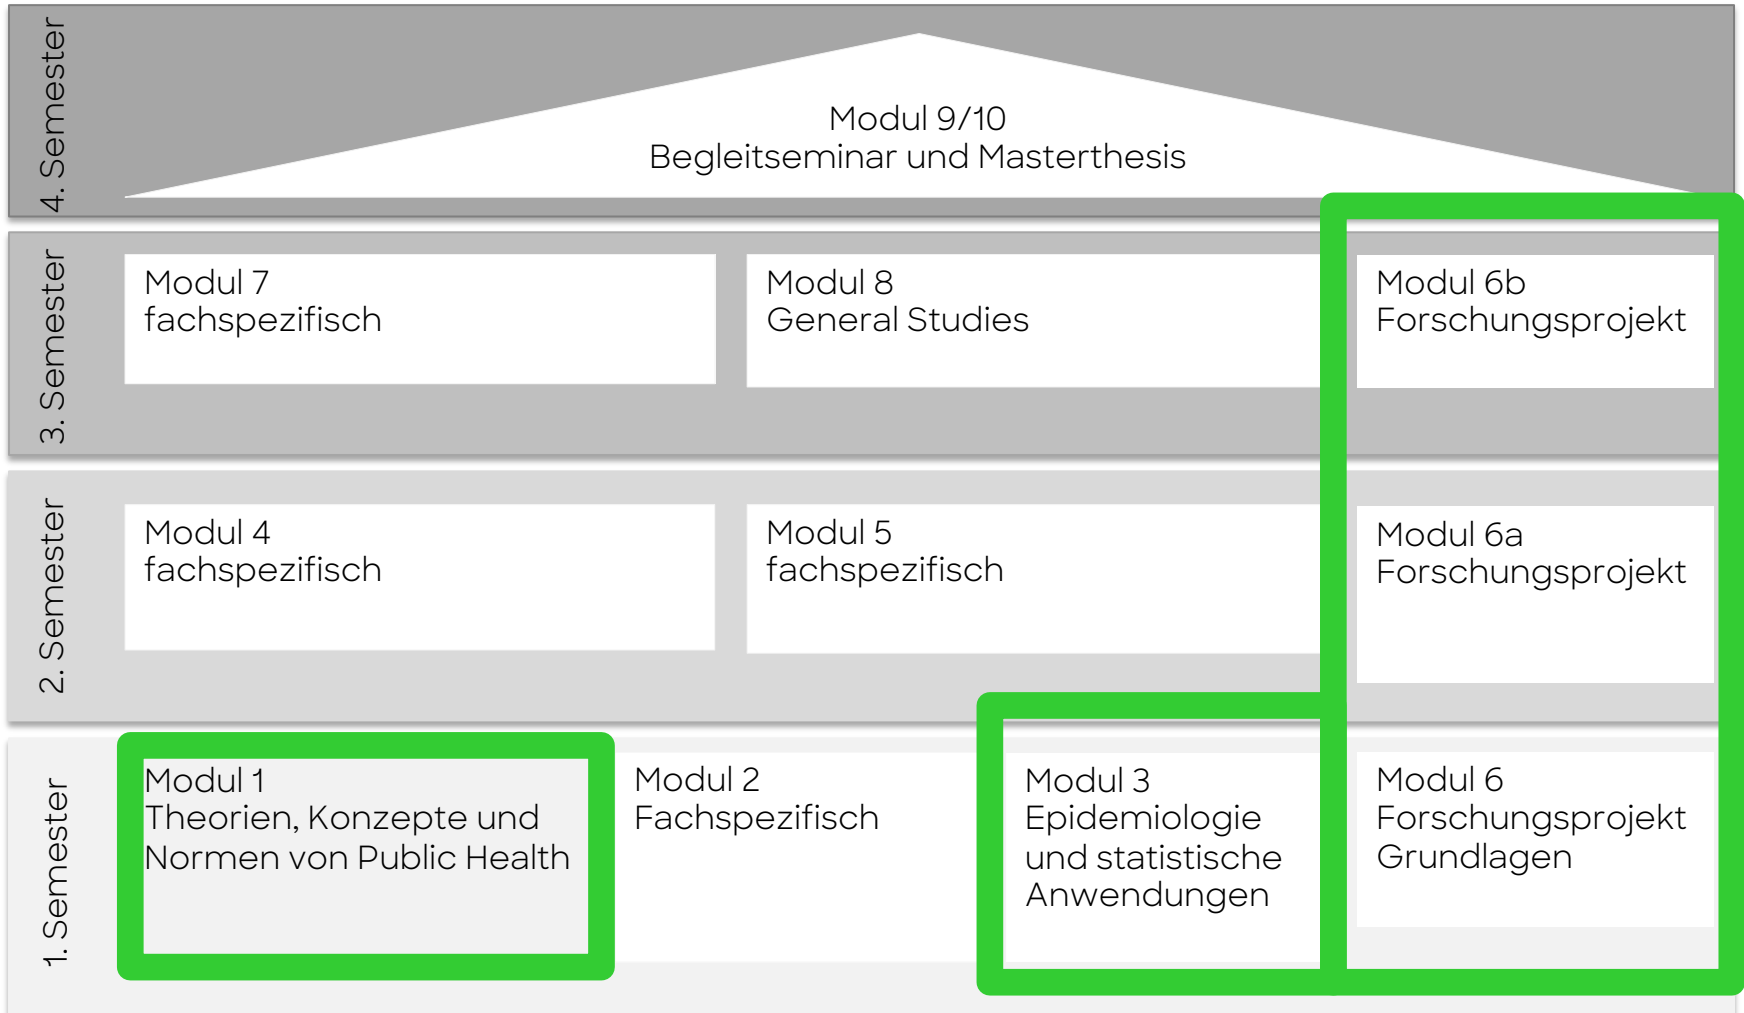 4. Semester
Modul 9/10
Begleitseminar und Masterthesis
3. Semester
Modul 7
fachspezifisch
Modul 8
General Studies
Modul 6b
Forschungsprojekt
2. Semester
Modul 4
fachspezifisch
Modul 5
fachspezifisch
Modul 6a
Forschungsprojekt
1. Semester
Modul 1
Theorien, Konzepte und
Normen von Public Health
Modul 2
Fachspezifisch
Modul 3
Epidemiologie
und statistische
Anwendungen
Modul 6
Forschungsprojekt
Grundlagen